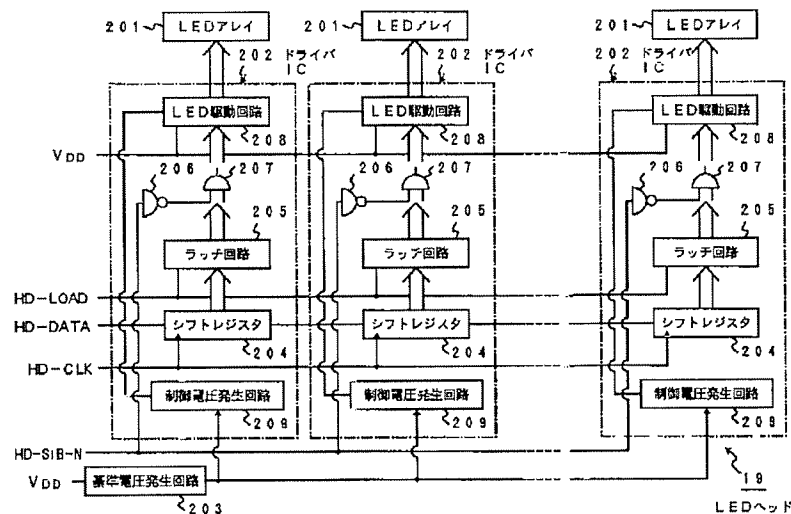 201 LEDアレイ 201 LEDアレイ 201 LEDアレイ
202 ドライバIC 202 ドライバIC 202 ドライバIC
LED駆動回路 LED駆動回路 LED駆動回路
208 208 208
VDD
206 207 206 207 206 207
205 205 205
ラッチ回路 ラッチ回路 ラッチ回路
HD-LOAD
HD-DATA シフトレジスタ シフトレジスタ シフトレジスタ
204 204 204
HD-CLK
制御電圧発生回路 制御電圧発生回路 制御電圧発生回路
209 209 209
HD-STB-N
VDD 基準電圧発生回路
203
19
LEDヘッド